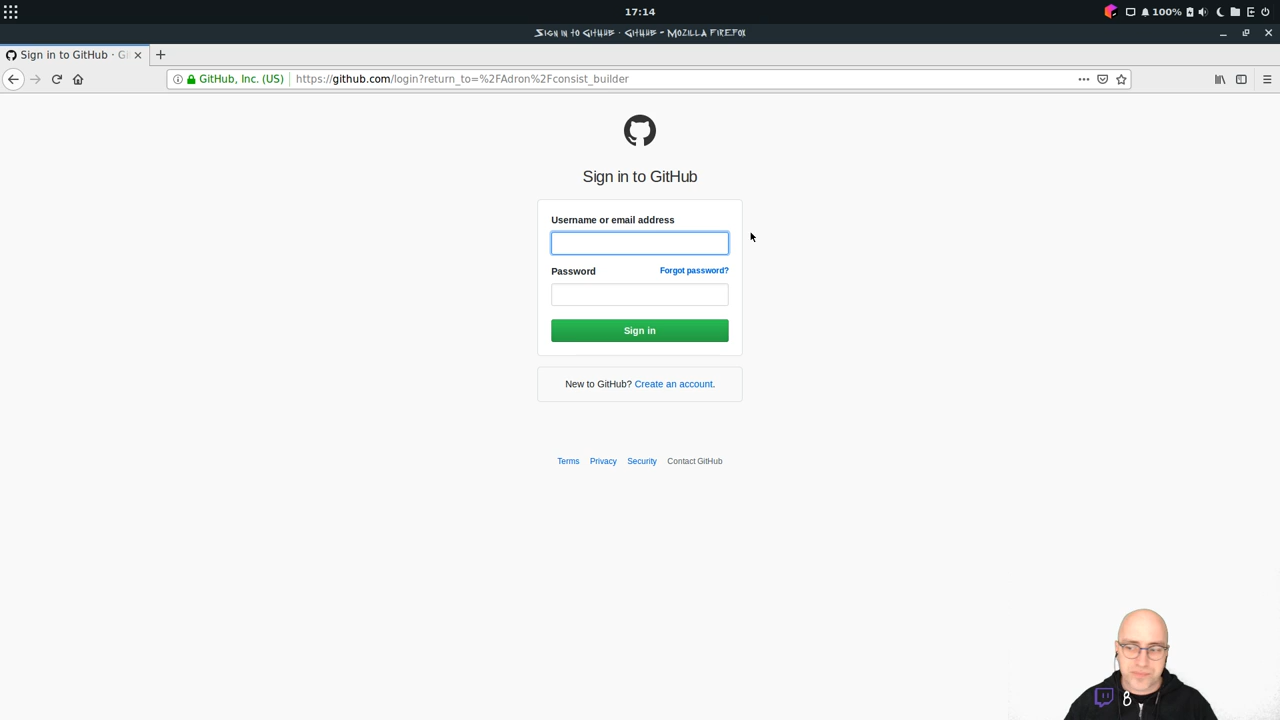 17:14
100%
Sign in to GitHub · GitHub - Mozilla Firefox
Sign in to GitHub · Gi
GitHub, Inc. (US)
https://github.com/login?return_to=%2FAdron%2Fconsist_builder
Sign in to GitHub
Username or email address
Password
Forgot password?
Sign in
New to GitHub? Create an account.
Terms
Privacy
Security
Contact GitHub
8